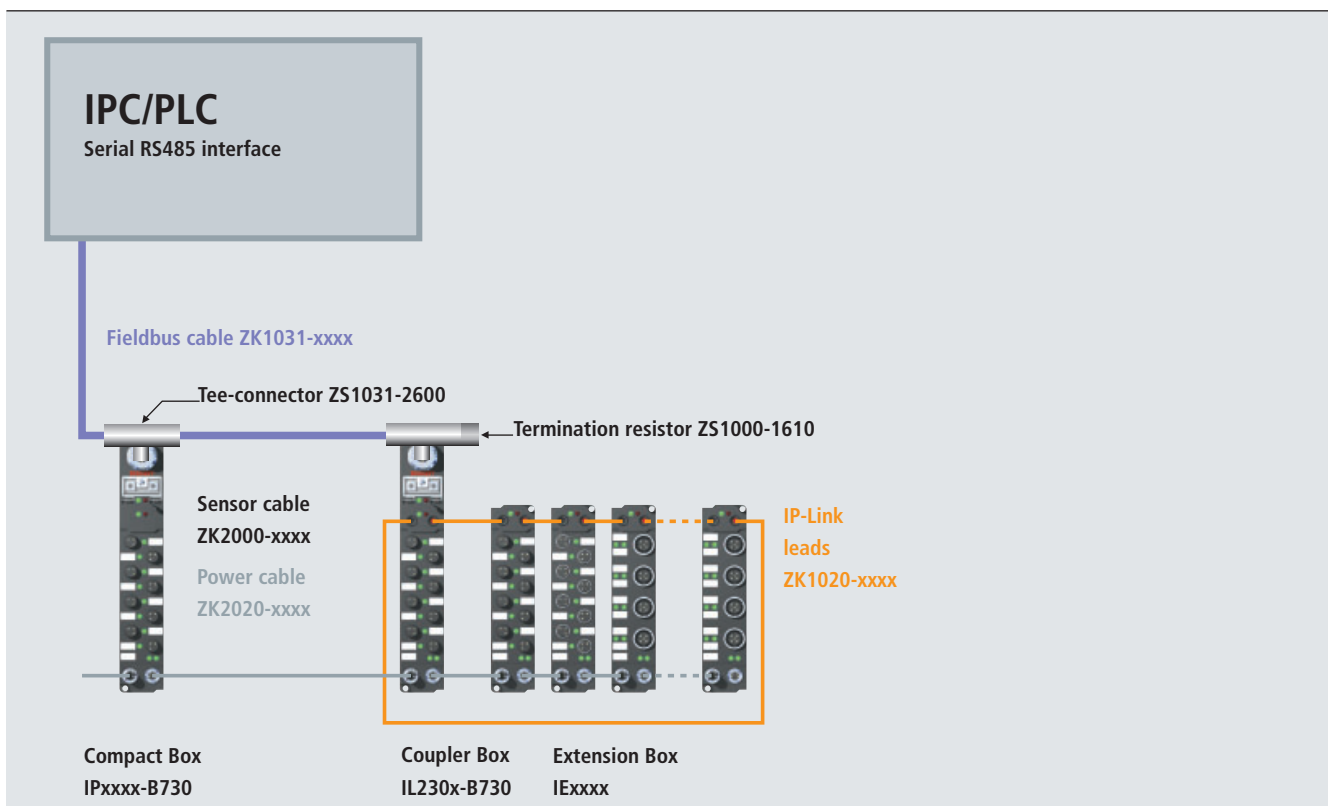 IPC/PLC
Serial RS485 interface
Fieldbus cable ZK1031-xxxx
Tee-connector ZS1031-2600
Termination resistor ZS1000-1610
Sensor cable
ZK2000-xxxx
Power cable
ZK2020-xxxx
IP-Link
leads
ZK1020-xxxx
Compact Box
IPxxxx-B730
Coupler Box
IL230x-B730
Extension Box
IExxxx